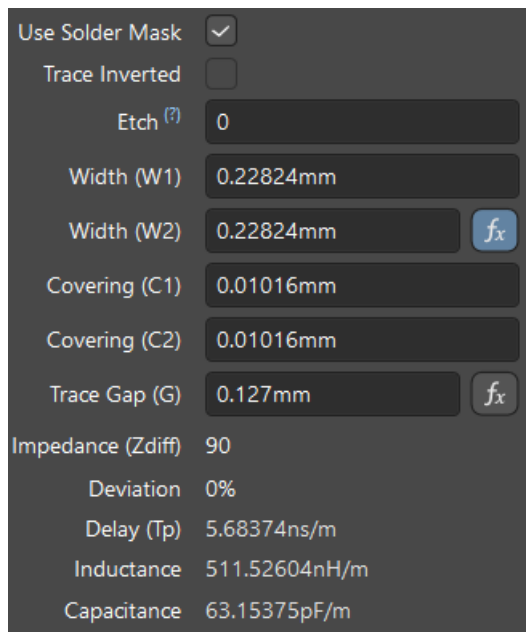 Use Solder Mask
Trace Inverted
Etch (?) 0
Width (W1) 0.22824mm
Width (W2) 0.22824mm fx
Covering (C1) 0.01016mm
Covering (C2) 0.01016mm
Trace Gap (G) 0.127mm fx
Impedance (Zdiff) 90
Deviation 0%
Delay (Tp) 5.68374ns/m
Inductance 511.52604nH/m
Capacitance 63.15375pF/m